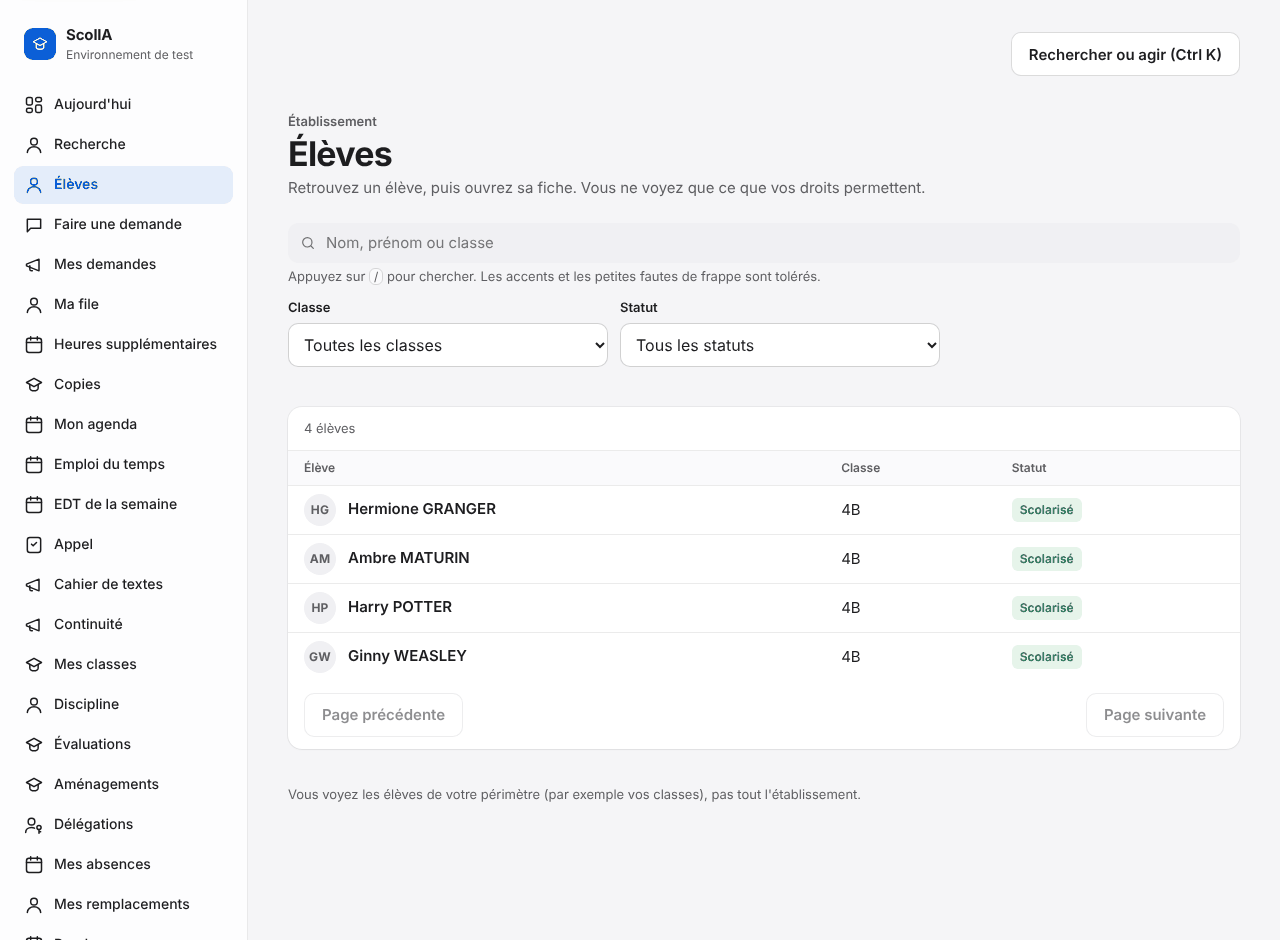 ScolIA
Environnement de test
Aujourd'hui
Recherche
Élèves
Faire une demande
Mes demandes
Ma file
Heures supplémentaires
Copies
Mon agenda
Emploi du temps
EDT de la semaine
Appel
Cahier de textes
Continuité
Mes classes
Discipline
Évaluations
Aménagements
Délégations
Mes absences
Mes remplacements
Rechercher ou agir (Ctrl K)
Établissement
Élèves
Retrouvez un élève, puis ouvrez sa fiche. Vous ne voyez que ce que vos droits permettent.
Nom, prénom ou classe
Appuyez sur / pour chercher. Les accents et les petites fautes de frappe sont tolérés.
Classe Statut
Toutes les classes Tous les statuts
4 élèves
Élève Classe Statut
HG Hermione GRANGER 4B Scolarisé
AM Ambre MATURIN 4B Scolarisé
HP Harry POTTER 4B Scolarisé
GW Ginny WEASLEY 4B Scolarisé
Page précédente Page suivante
Vous voyez les élèves de votre périmètre (par exemple vos classes), pas tout l'établissement.